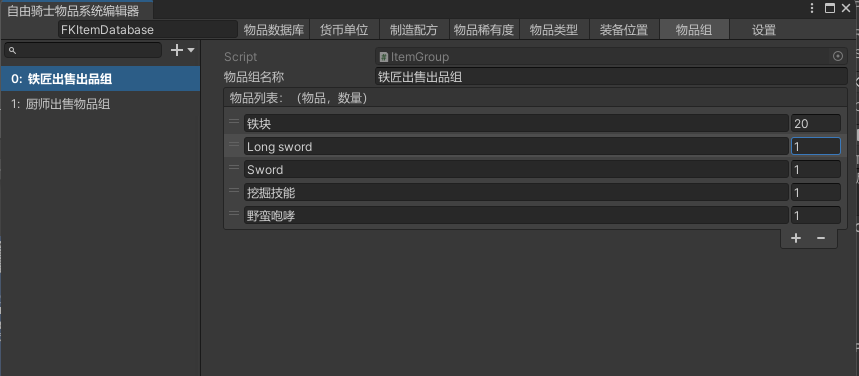 自由骑士物品系统编辑器
FKItemDatabase 物品数据库 货币单位 制造配方 物品稀有度 物品类型 装备位置 物品组 设置
0: 铁匠出售出品组
1: 厨师出售物品组
Script ItemGroup
物品组名称 铁匠出售出品组
物品列表：（物品，数量）
铁块 20
Long sword 1
Sword 1
挖掘技能 1
野蛮咆哮 1